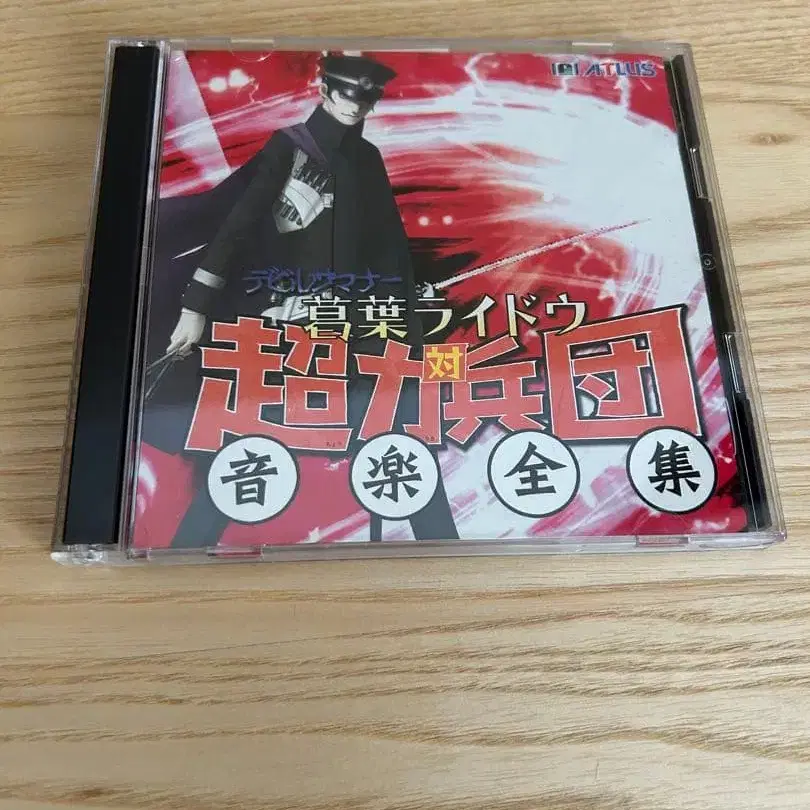 ATLUS
デビルサマナー
葛葉ライドウ
対
超力兵団
音楽全集